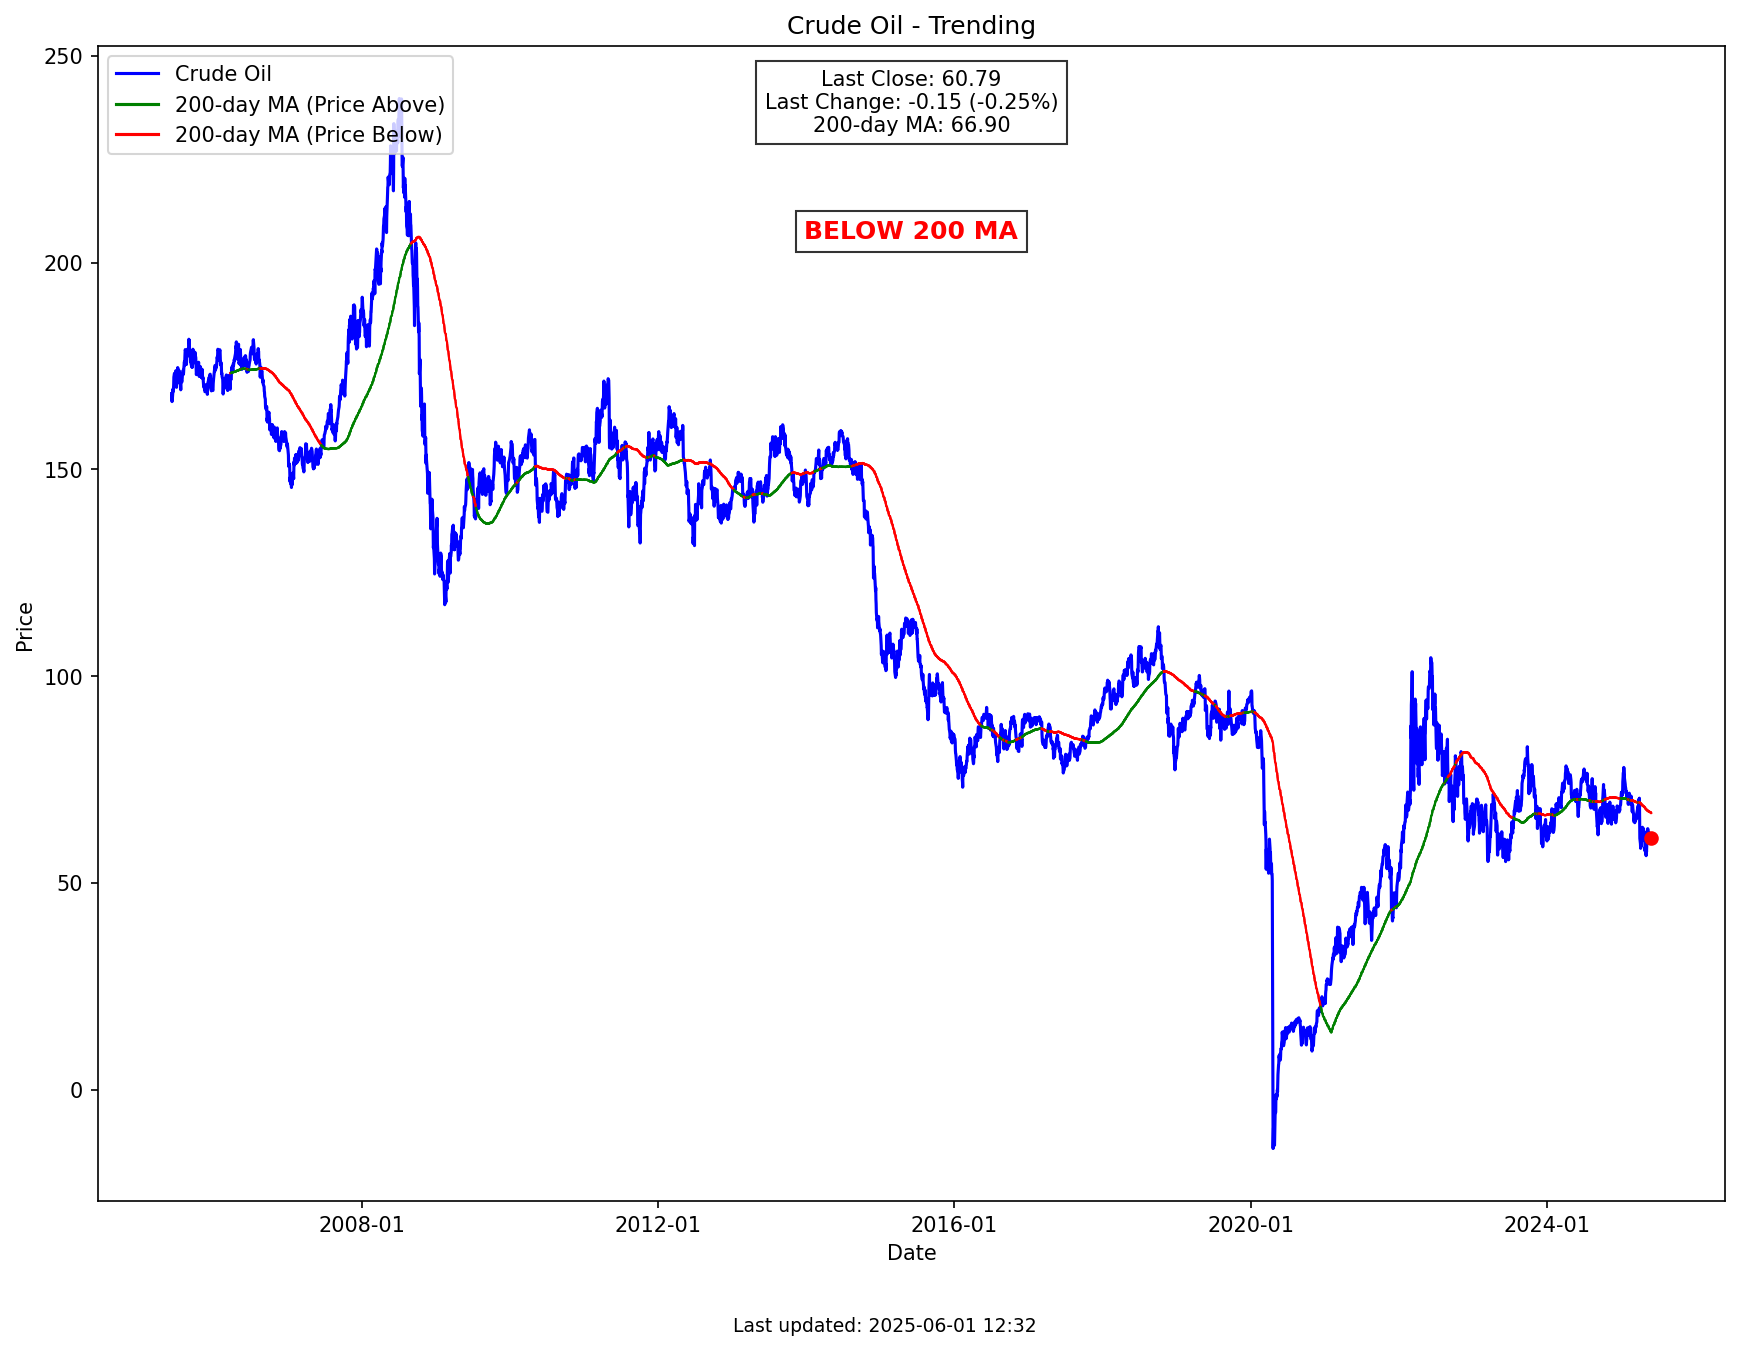 Crude Oil - Trending
Crude Oil
200-day MA (Price Above)
200-day MA (Price Below)
Last Close: 60.79
Last Change: -0.15 (-0.25%)
200-day MA: 66.90
BELOW 200 MA
Price
250
200
150
100
50
0
2008-01
2012-01
2016-01
2020-01
2024-01
Date
Last updated: 2025-06-01 12:32